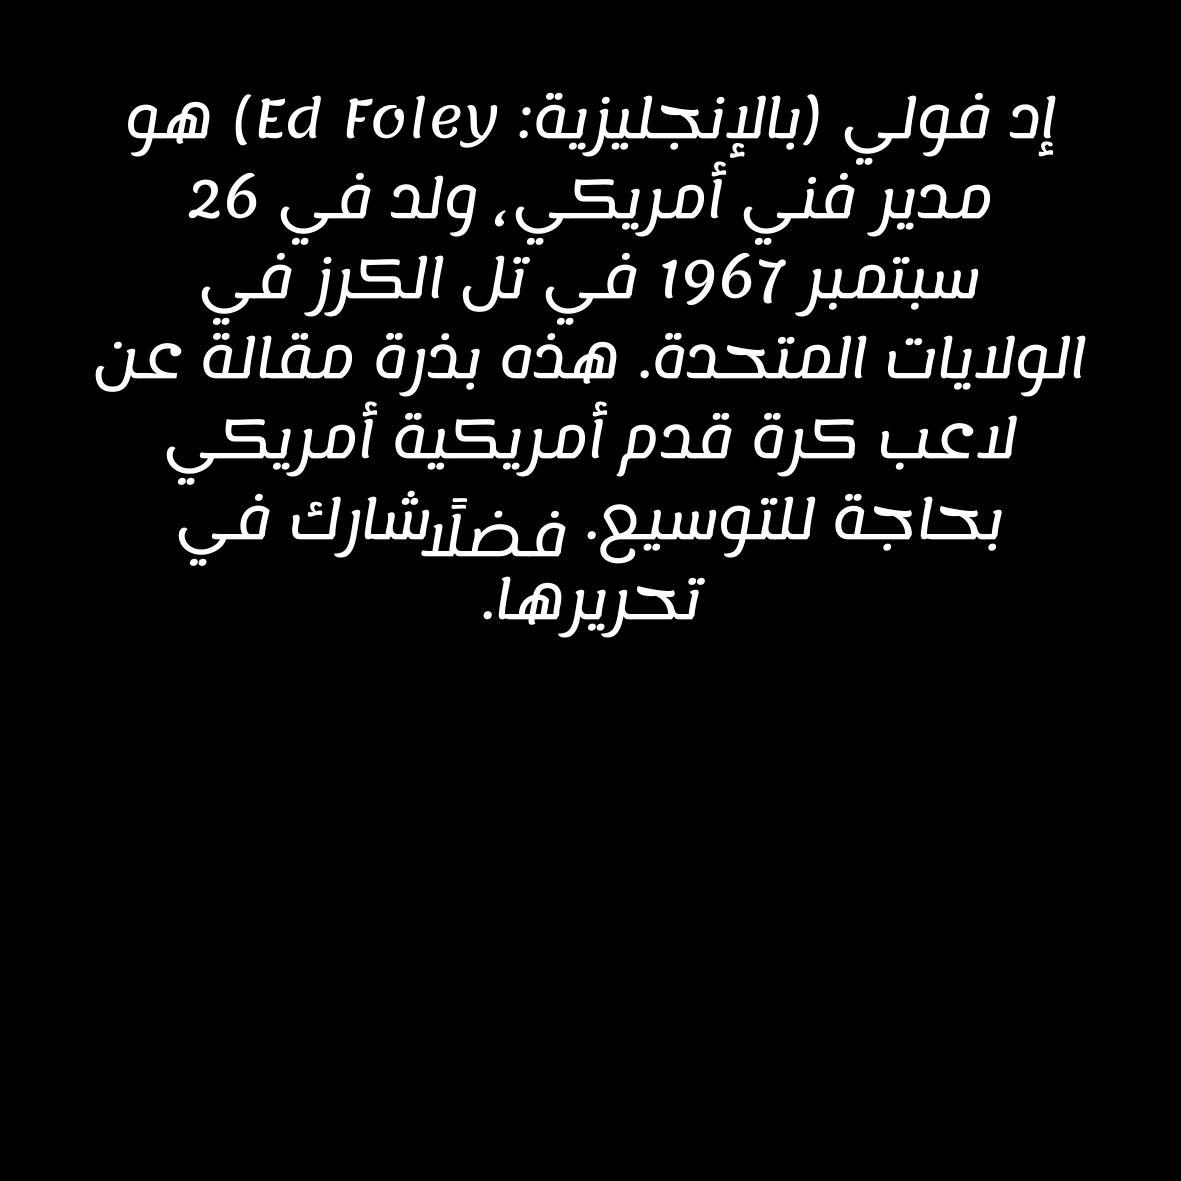 إد فولي (بالإنجليزية: Ed Foley) هو
مدير فني أمريكي، ولد في 26
سبتمبر 1967 في تل الكرز في
الولايات المتحدة. هذه بذرة مقالة عن
لاعب كرة قدم أمريكية أمريكي
بحاجة للتوسيع. فضلًا شارك في
تحريرها.